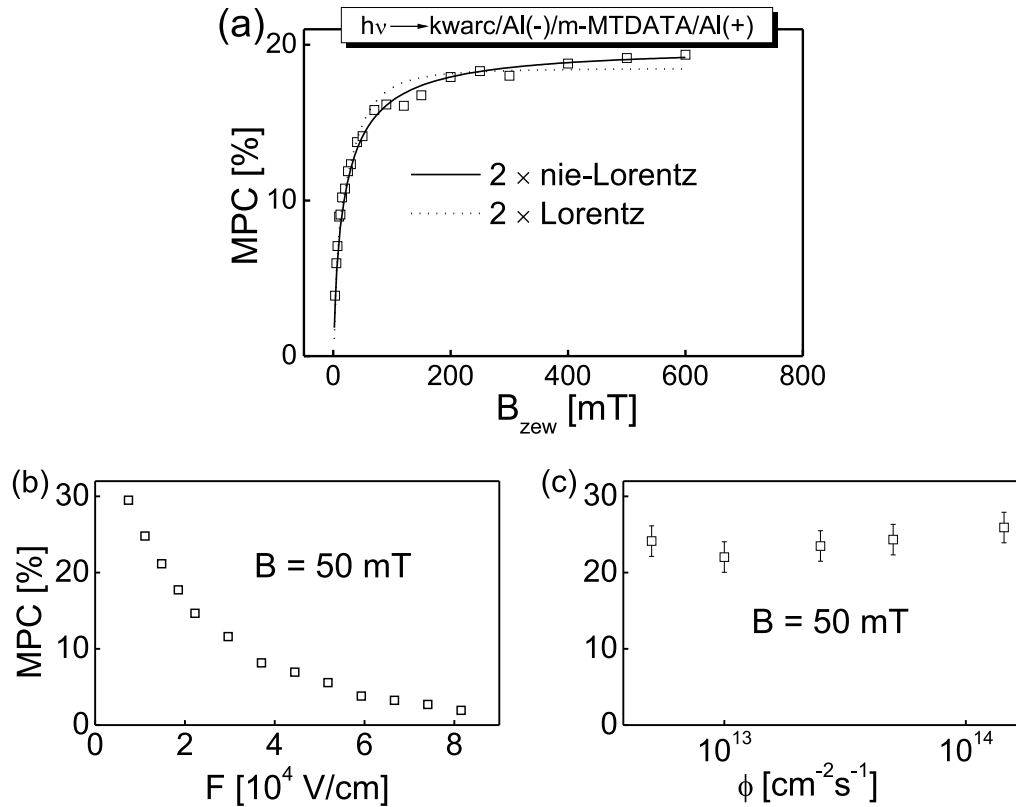 (a) hν → kwarc/Al(-)/m-MTDATA/Al(+)
20
10
0
MPC [%]
2 × nie-Lorentz
2 × Lorentz
0 200 400 600 800
B_zew [mT]
(b)
30
20
10
0
MPC [%]
B = 50 mT
0 2 4 6 8
F [10^4 V/cm]
(c)
30
20
10
0
B = 50 mT
10^13 10^14
ϕ [cm^-2 s^-1]